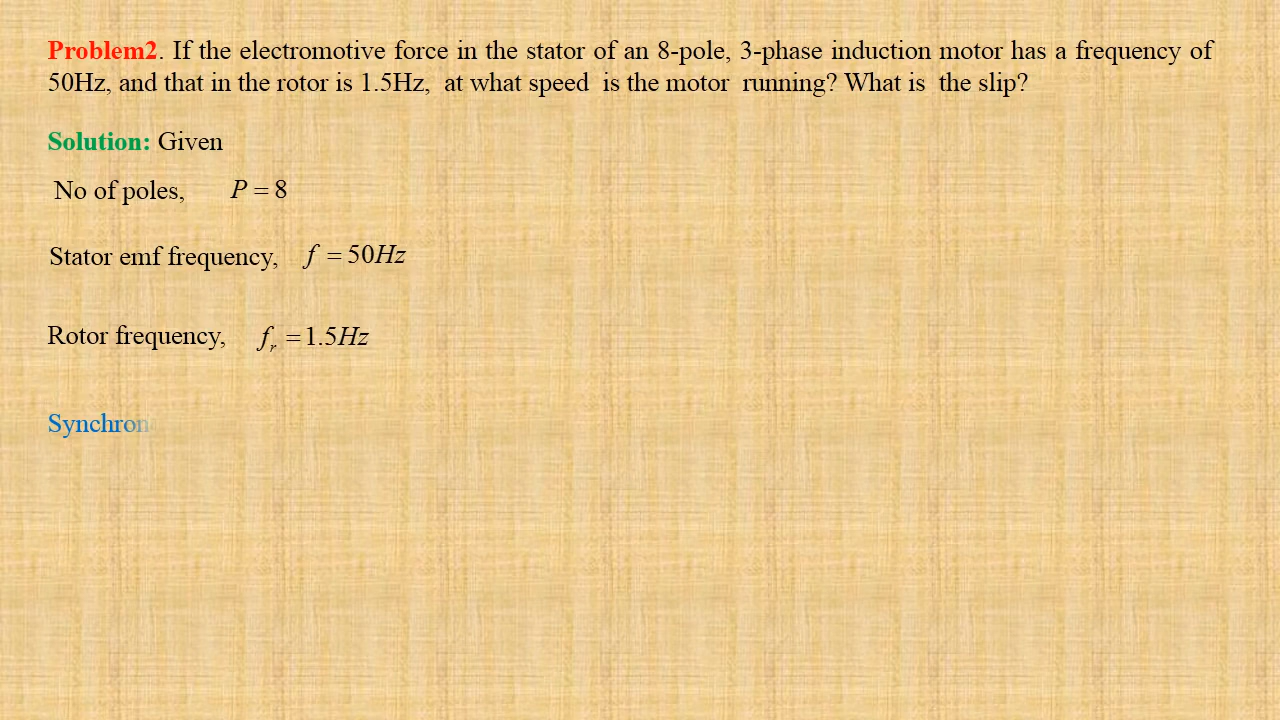 Problem2. If the electromotive force in the stator of an 8-pole, 3-phase induction motor has a frequency of
50Hz, and that in the rotor is 1.5Hz, at what speed is the motor running? What is the slip?
Solution: Given
No of poles, P = 8
Stator emf frequency, f = 50Hz
Rotor frequency, fᵣ = 1.5Hz
Synchron